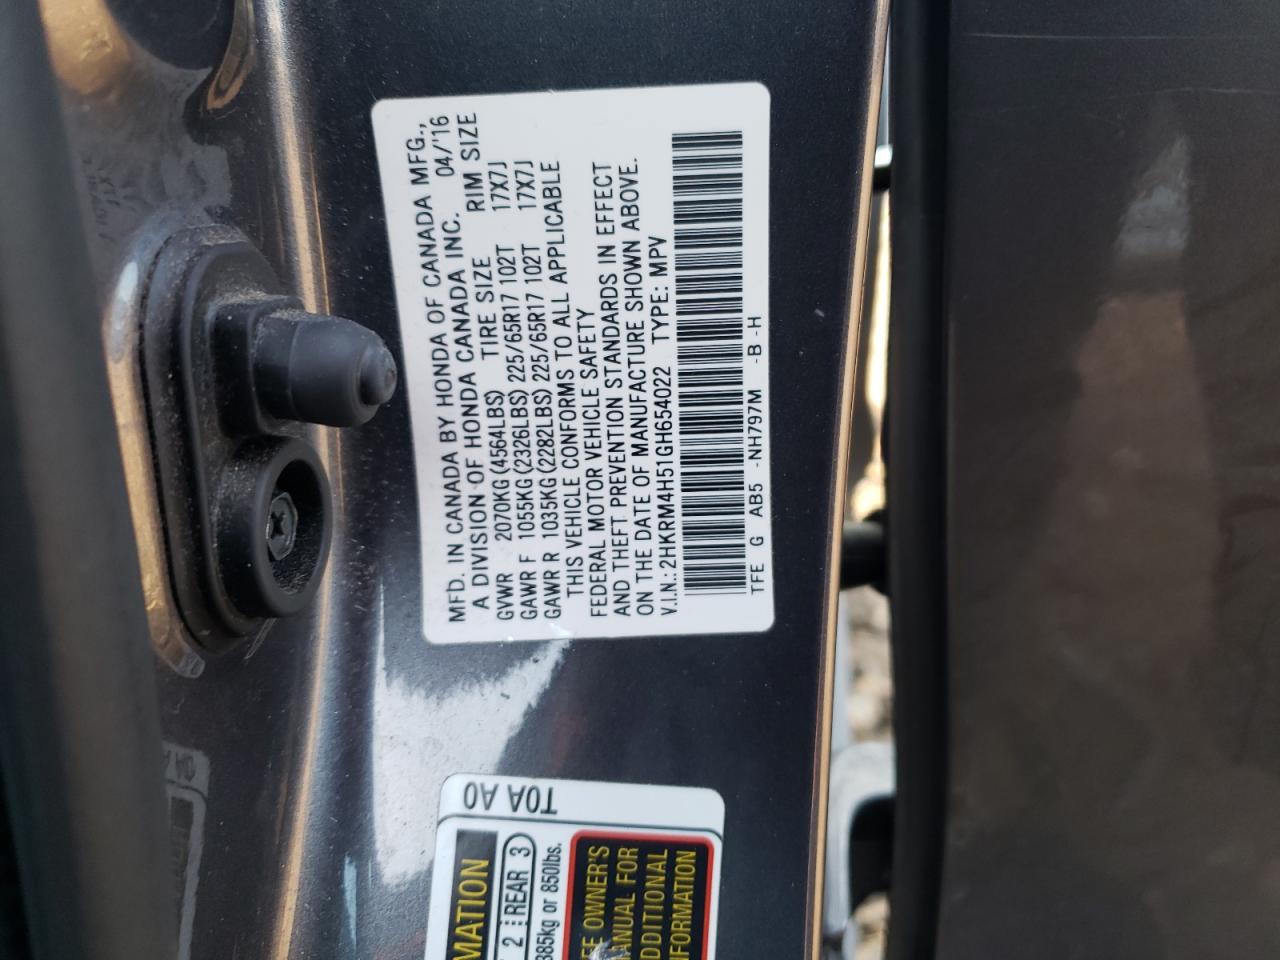 MFD. IN CANADA BY HONDA OF CANADA MFG.,
A DIVISION OF HONDA CANADA INC. 04/'16
GVWR 2070KG(4564LBS) TIRE SIZE RIM SIZE
GAWR F 1055KG(2326LBS) 225/65R17 102T 17X7J
GAWR R 1035KG(2282LBS) 225/65R17 102T 17X7J
THIS VEHICLE CONFORMS TO ALL APPLICABLE
FEDERAL MOTOR VEHICLE SAFETY
AND THEFT PREVENTION STANDARDS IN EFFECT
ON THE DATE OF MANUFACTURE SHOWN ABOVE.
V.I.N.: 2HKRM4H51GH654022 TYPE: MPV
TFE G AB5 -NH797M -B -H
T0A A0
MATION
2 REAR 3
385kg or 850lbs.
EE OWNER'S
MANUAL FOR
DDITIONAL
NFORMATION